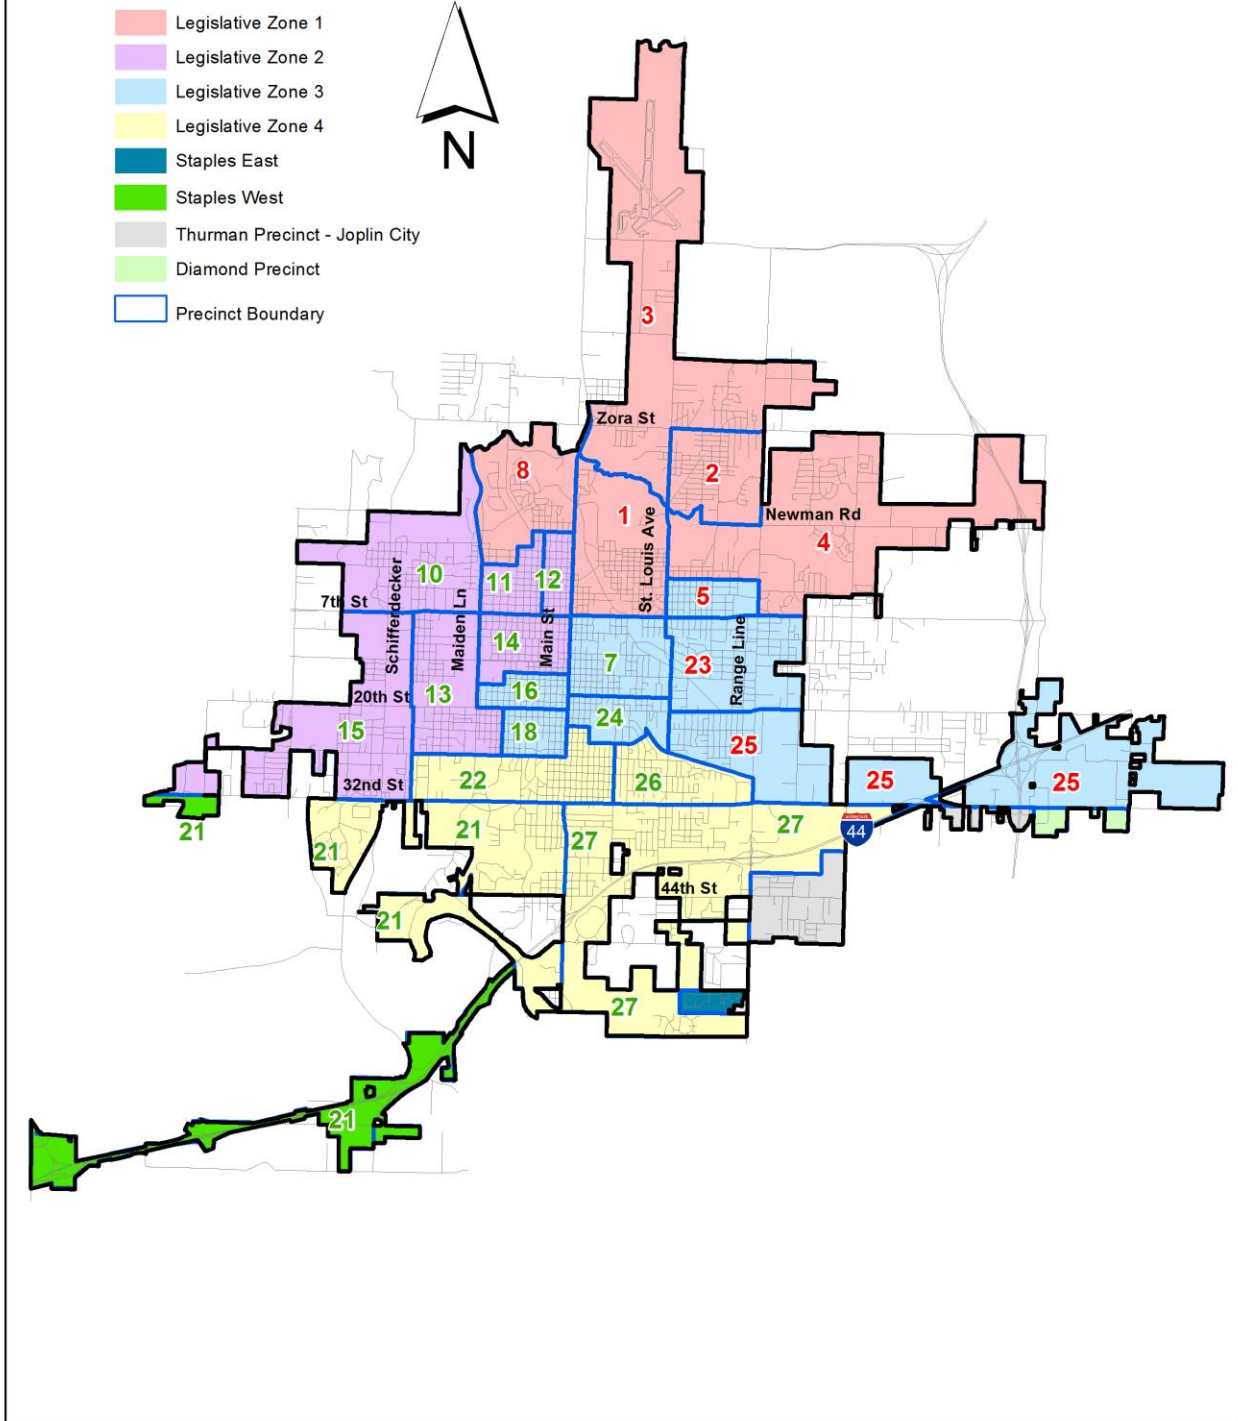 Legislative Zone 1
Legislative Zone 2
Legislative Zone 3
Legislative Zone 4
Staples East
Staples West
Thurman Precinct - Joplin City
Diamond Precinct
Precinct Boundary
N
3
Zora St
8
2
1
Newman Rd
4
St. Louis Ave
10
11
12
5
7th St
Schifferdecker
Maiden Ln
Main St
14
7
23
Range Line
20th St
13
16
15
18
24
25
32nd St
22
26
25
25
21
21
21
27
27
INTERSTATE
44
44th St
21
27
21